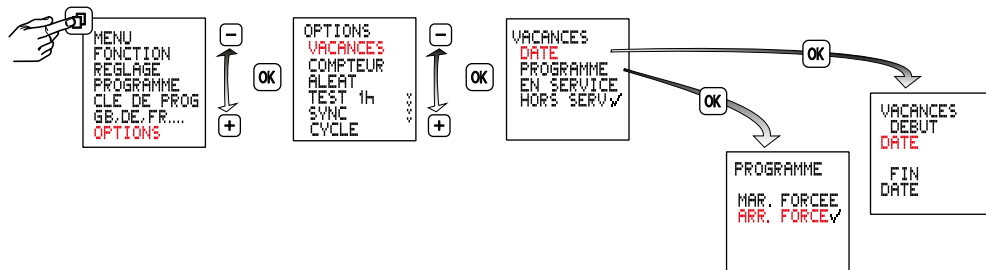 MENU
FONCTION
REGLAGE
PROGRAMME
CLE DE PROG
GB,DE,FR....
OPTIONS
−
OK
+
OPTIONS
VACANCES
COMPTEUR
ALEAT
TEST 1h
SYNC
CYCLE
−
OK
+
VACANCES
DATE
PROGRAMME
EN SERVICE
HORS SERV✓
OK
OK
PROGRAMME
MAR. FORCEE
ARR. FORCE✓
VACANCES
DEBUT
DATE
FIN
DATE